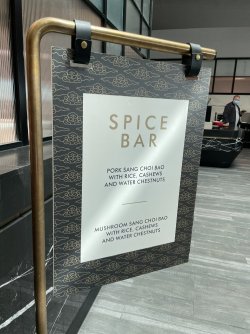 SPICE
BAR
PORK SANG CHOI BAO
WITH RICE, CASHEWS
AND WATER CHESTNUTS
MUSHROOM SANG CHOI BAO
WITH RICE, CASHEWS
AND WATER CHESTNUTS